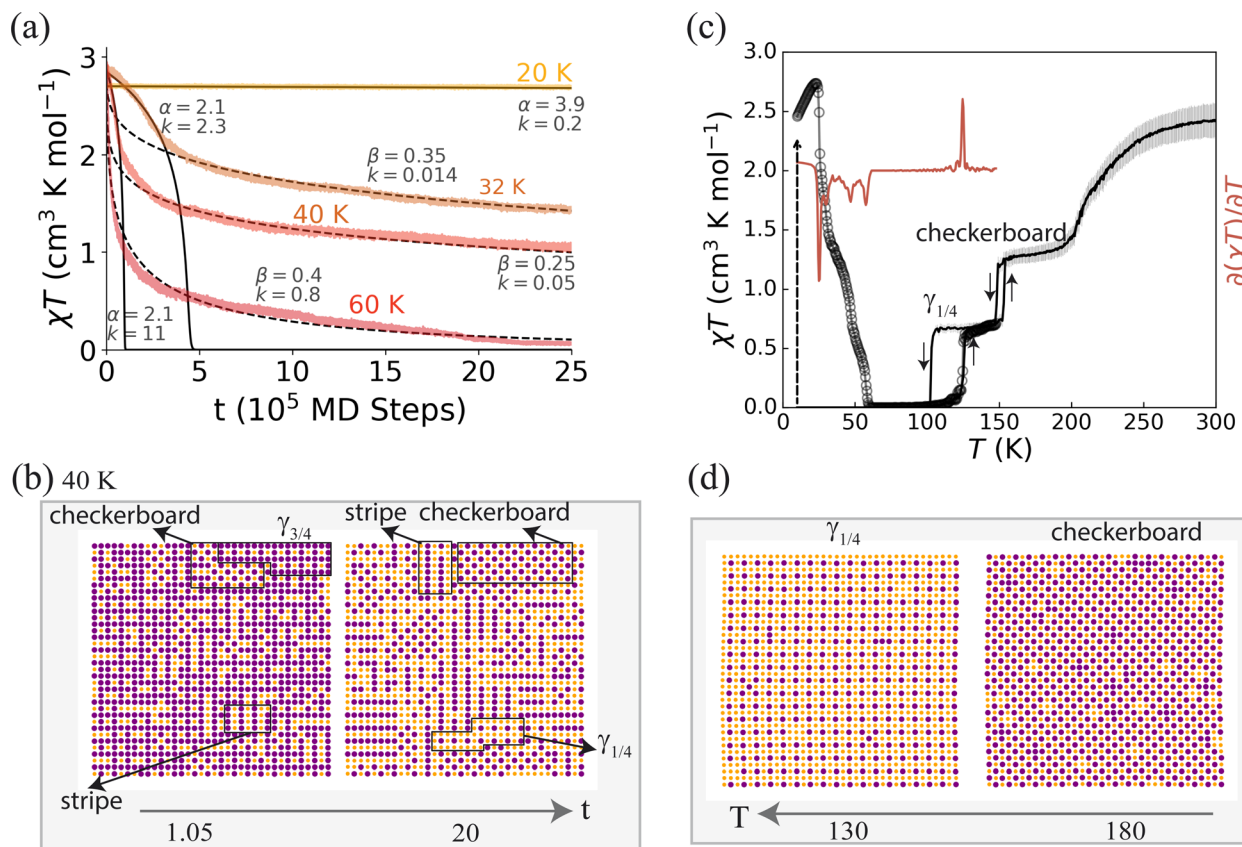 (a)
χT (cm³ K mol⁻¹)
3
2
1
0
20 K
α = 2.1
k = 2.3
α = 3.9
k = 0.2
β = 0.35
k = 0.014
32 K
40 K
β = 0.25
k = 0.05
β = 0.4
k = 0.8
60 K
α = 2.1
k = 11
0 5 10 15 20 25
t (10⁵ MD Steps)
(c)
χT (cm³ K mol⁻¹)
3.0
2.5
2.0
1.5
1.0
0.5
0.0
checkerboard
γ1/4
∂(χT)/∂T
0 50 100 150 200 250 300
T (K)
(b) 40 K
checkerboard
γ3/4
stripe
1.05
stripe checkerboard
γ1/4
t
20
(d)
γ1/4 checkerboard
T
130 180